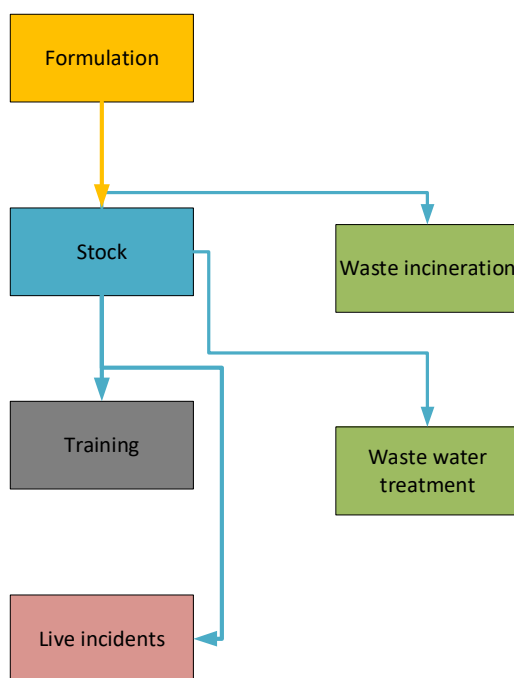 Formulation
Stock
Waste incineration
Training
Waste water
treatment
Live incidents